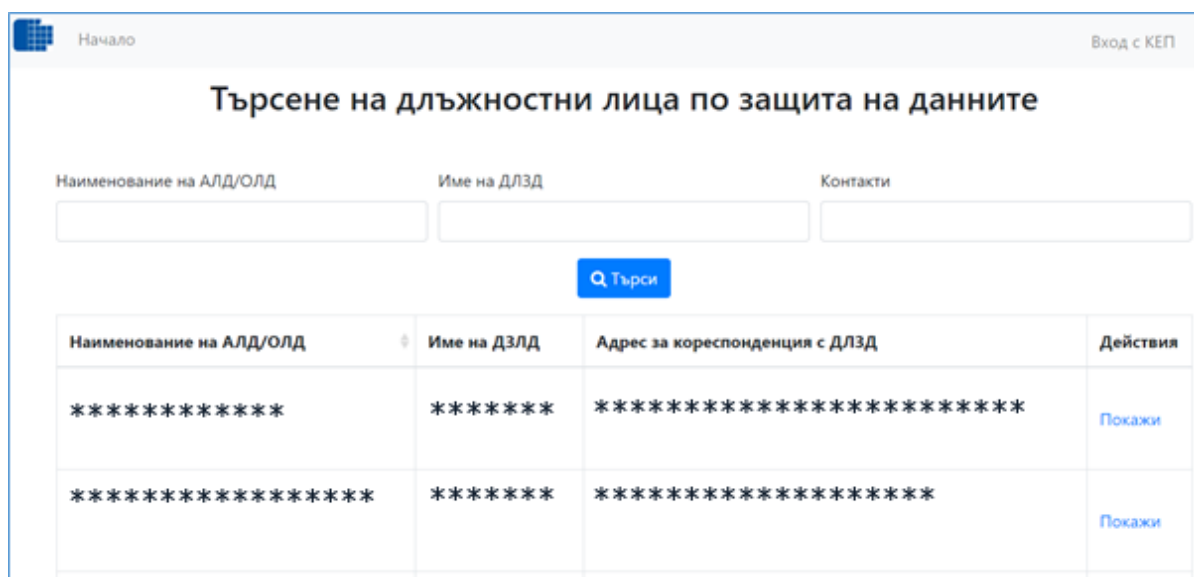 Начало Вход с КЕП
Търсене на длъжностни лица по защита на данните
Наименование на АЛД/ОЛД Име на ДЛЗД Контакти
Търси
Наименование на АЛД/ОЛД Име на ДЗЛД Адрес за кореспонденция с ДЛЗД Действия
************ ******* ************************ Покажи
***************** ******* ******************* Покажи